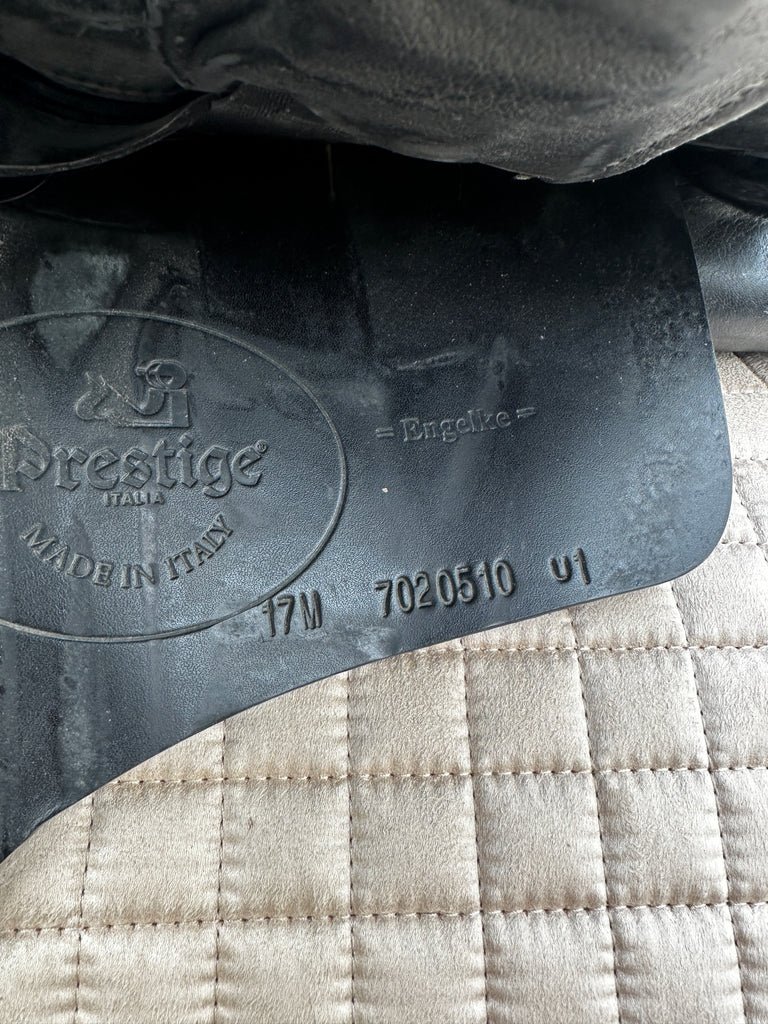 = Engelke =
Prestige®
ITALIA
MADE IN ITALY
17M 7020510 01